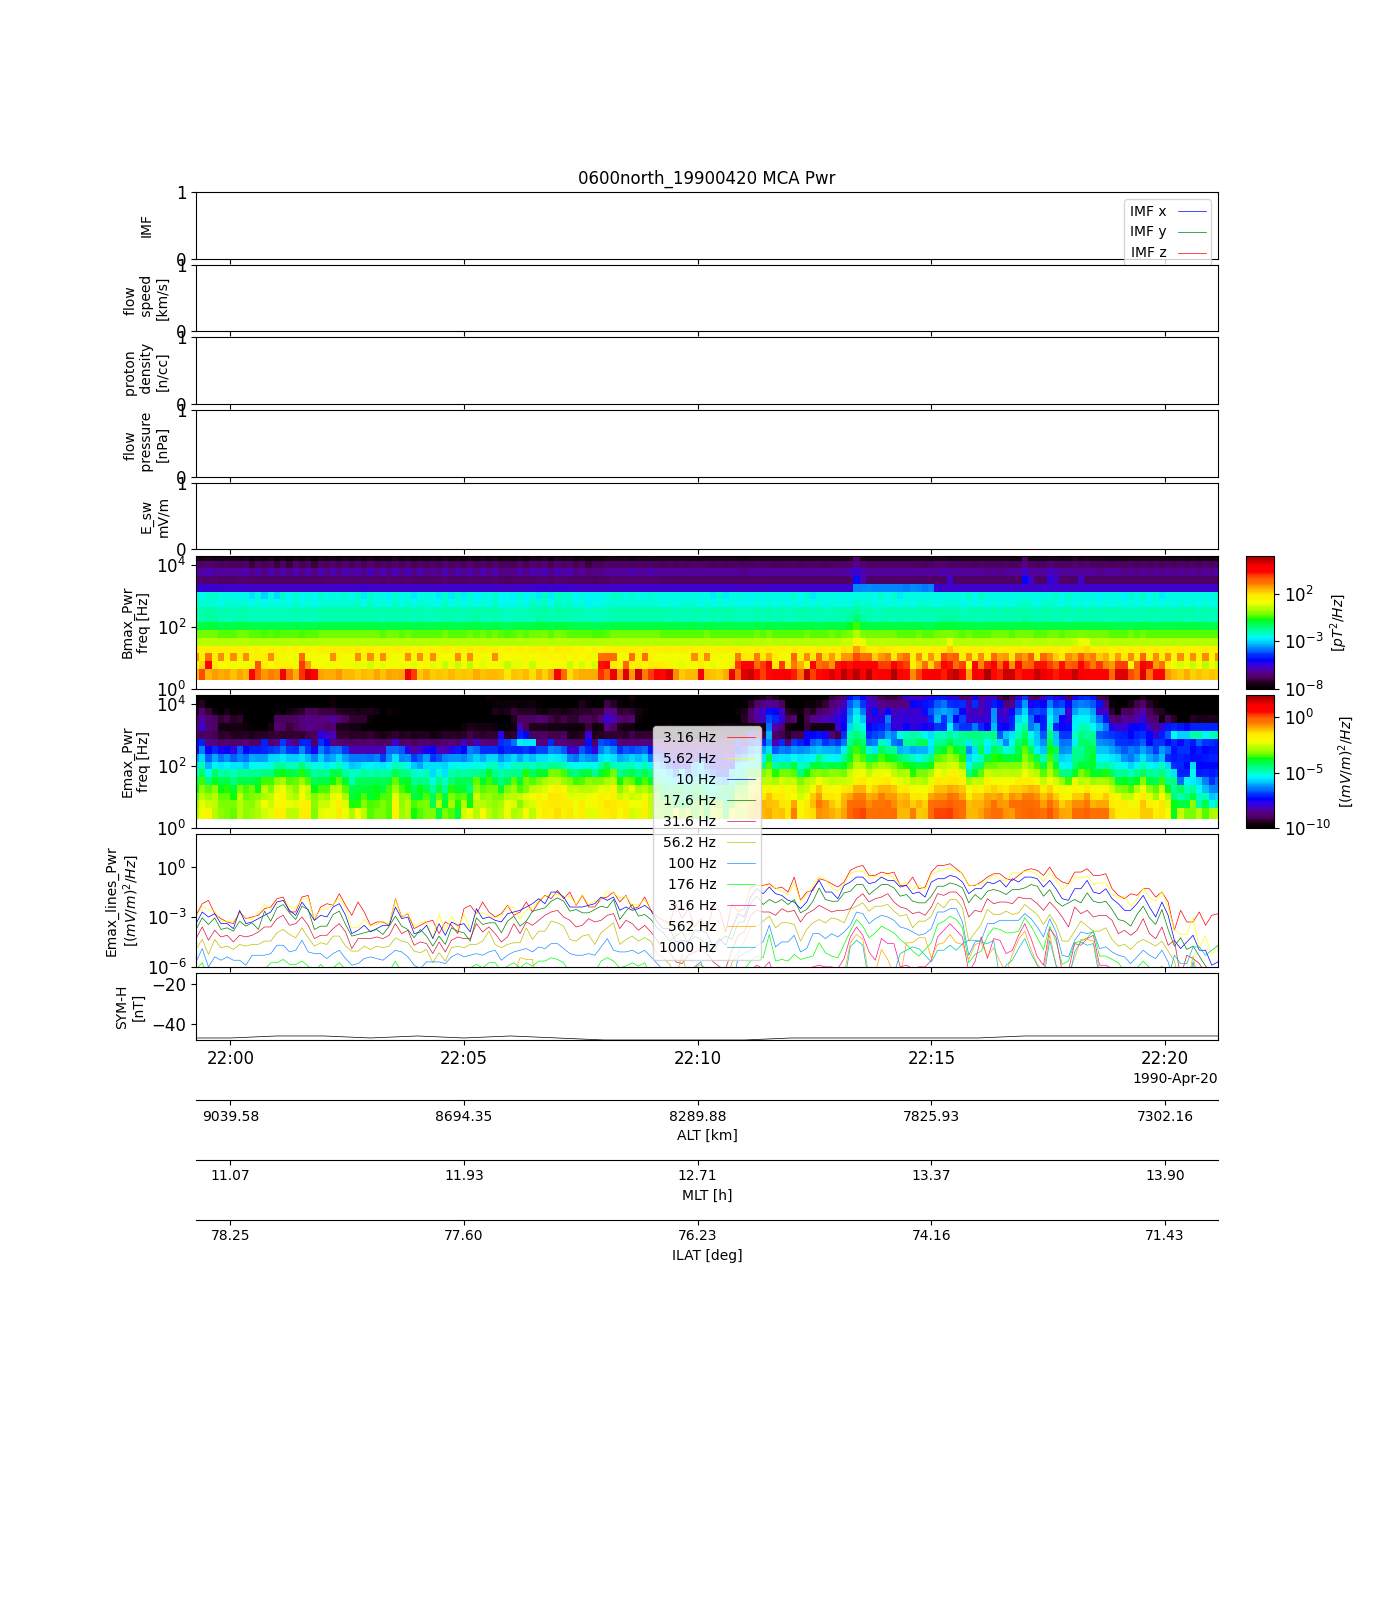 0600north_19900420 MCA Pwr
1
IMF
IMF x
IMF y
IMF z
0
1
flow
speed
[km/s]
0
1
proton
density
[n/cc]
0
1
flow
pressure
[nPa]
0
1
E_sw
mV/m
0
10^4
10^2
10^0
Bmax_Pwr
freq [Hz]
10^2
10^-3
10^-8
[pT^2/Hz]
10^4
10^2
10^0
Emax_Pwr
freq [Hz]
10^0
10^-5
10^-10
[(mV/m)^2/Hz]
3.16 Hz
5.62 Hz
10 Hz
17.6 Hz
31.6 Hz
56.2 Hz
100 Hz
176 Hz
316 Hz
562 Hz
1000 Hz
10^0
10^-3
10^-6
Emax_lines_Pwr
[(mV/m)^2/Hz]
−20
−40
SYM-H
[nT]
22:00 22:05 22:10 22:15 22:20
1990-Apr-20
9039.58 8694.35 8289.88 7825.93 7302.16
ALT [km]
11.07 11.93 12.71 13.37 13.90
MLT [h]
78.25 77.60 76.23 74.16 71.43
ILAT [deg]